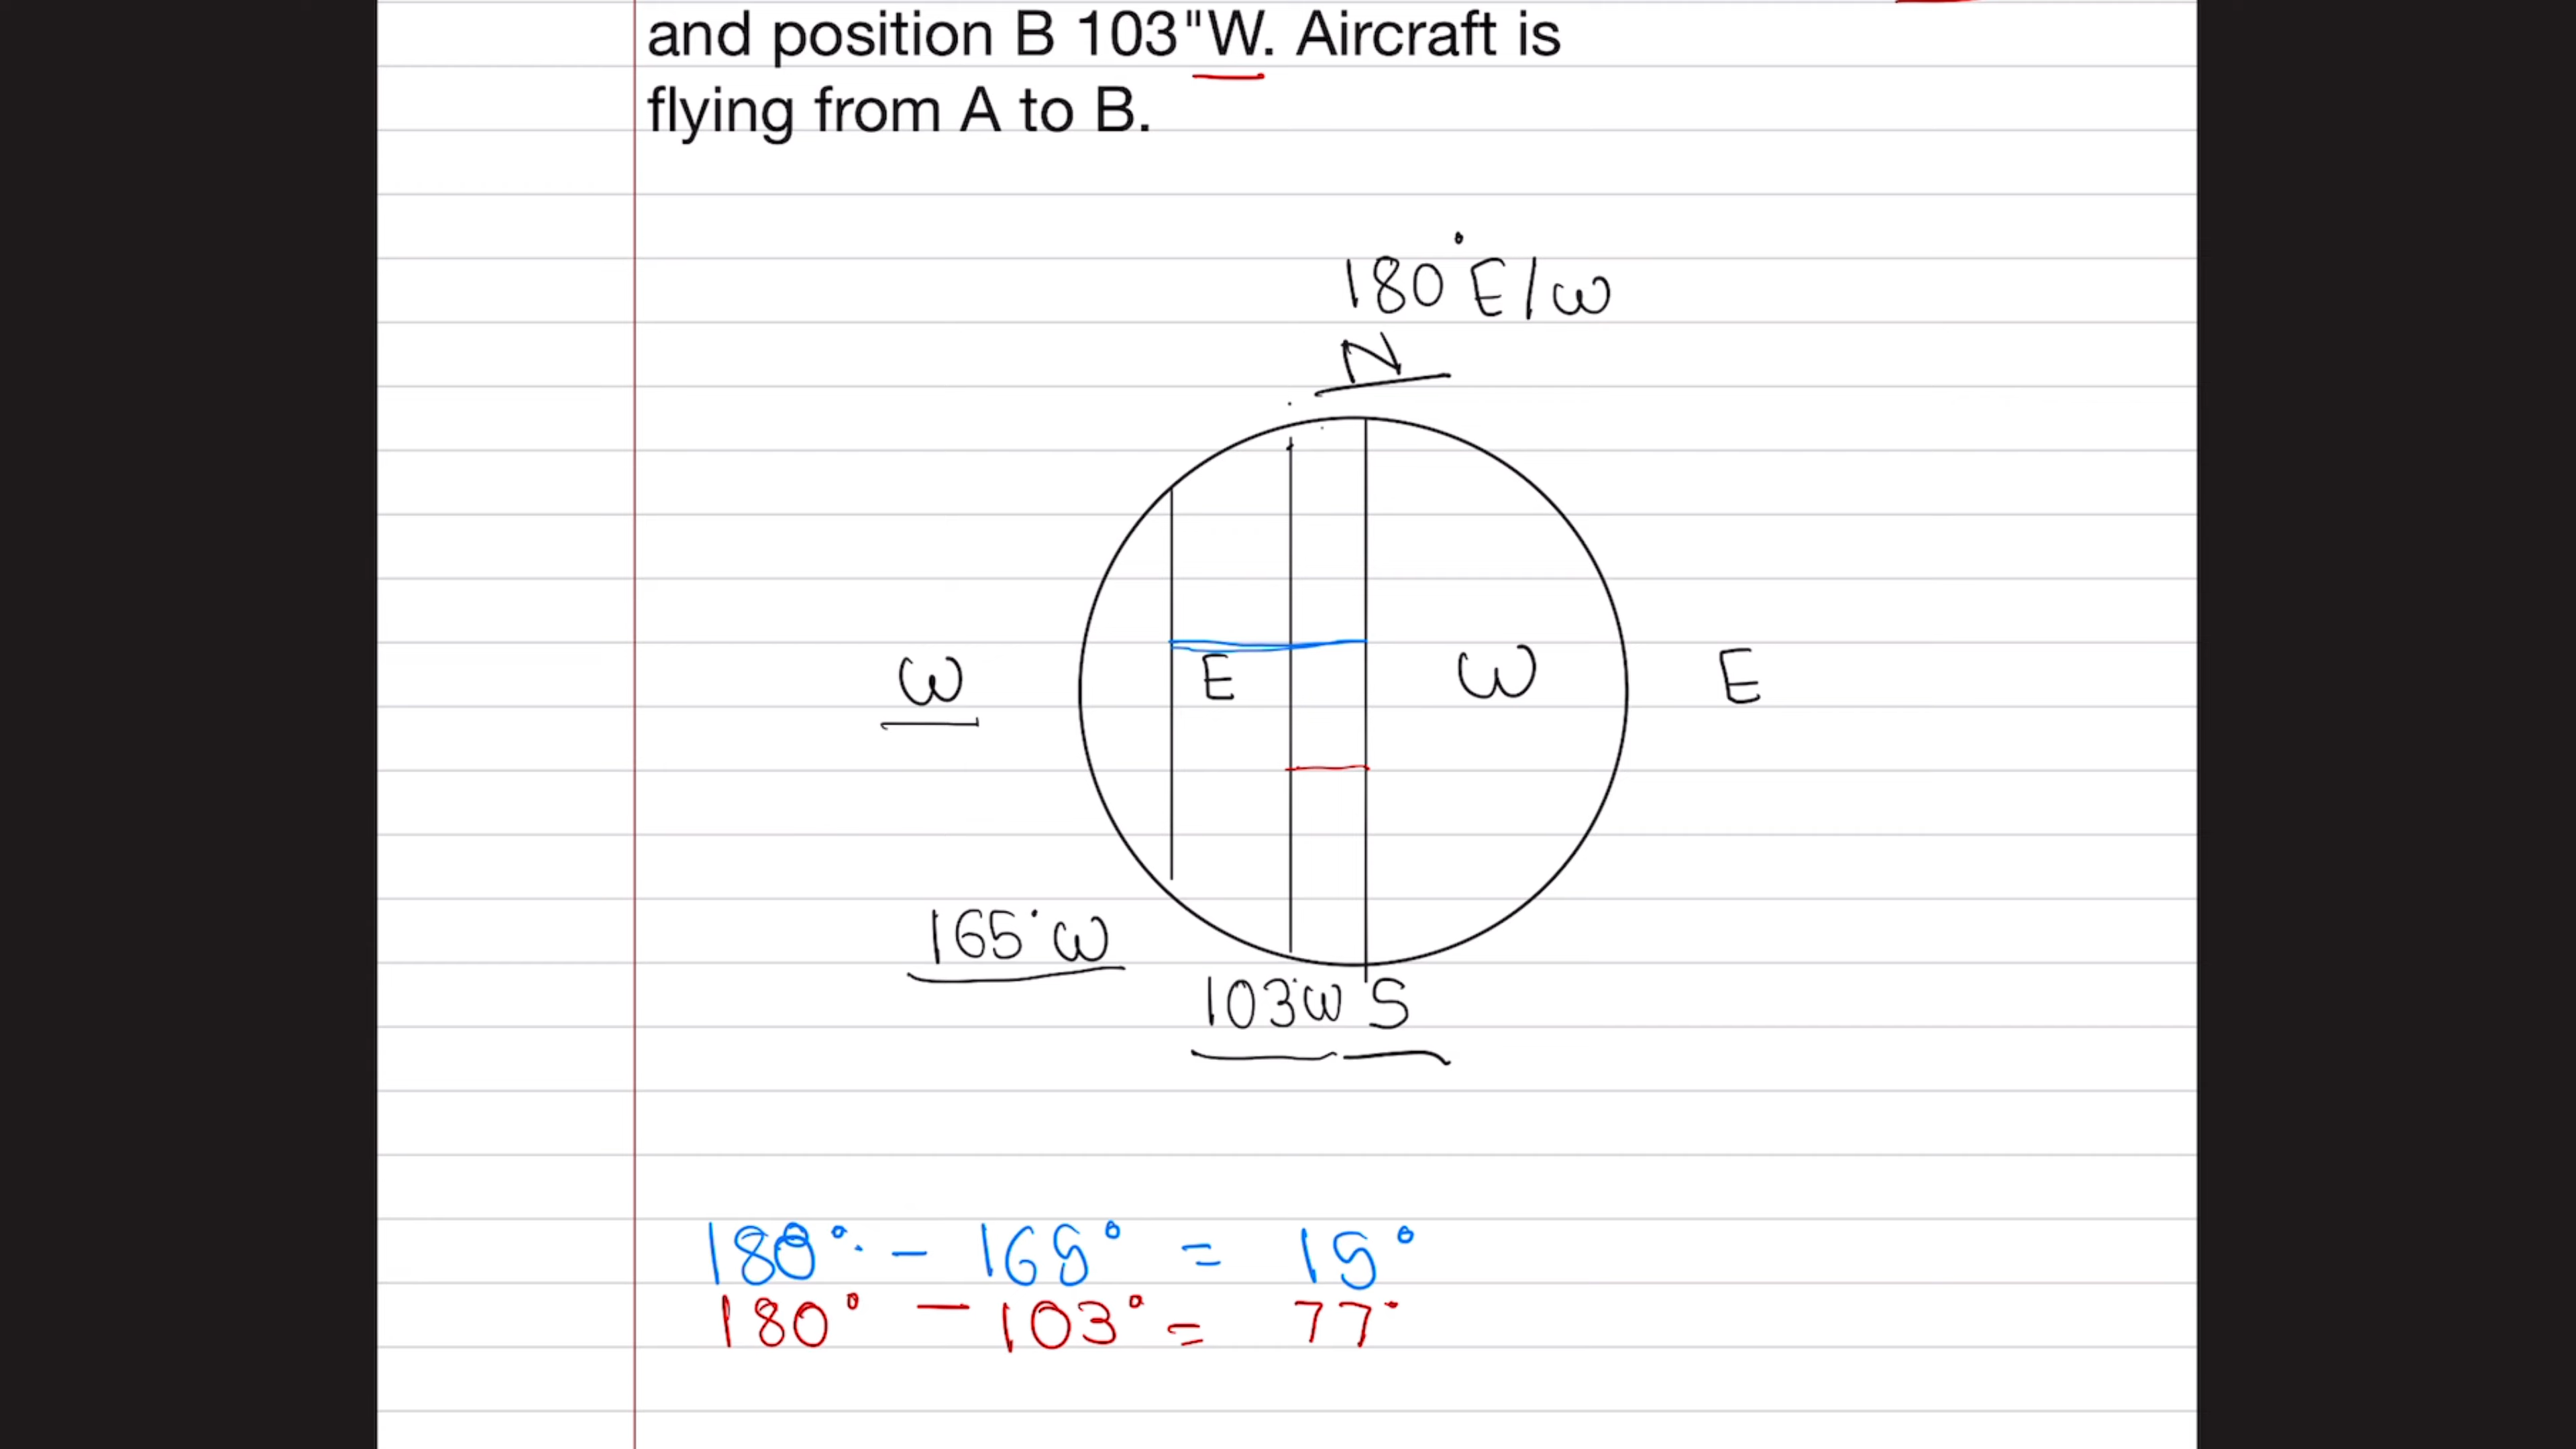 and position B 103"W. Aircraft is
flying from A to B.
180°E/W
N
W E W E
165°W
103°W S
180° - 165° = 15°
180° - 103° = 77°